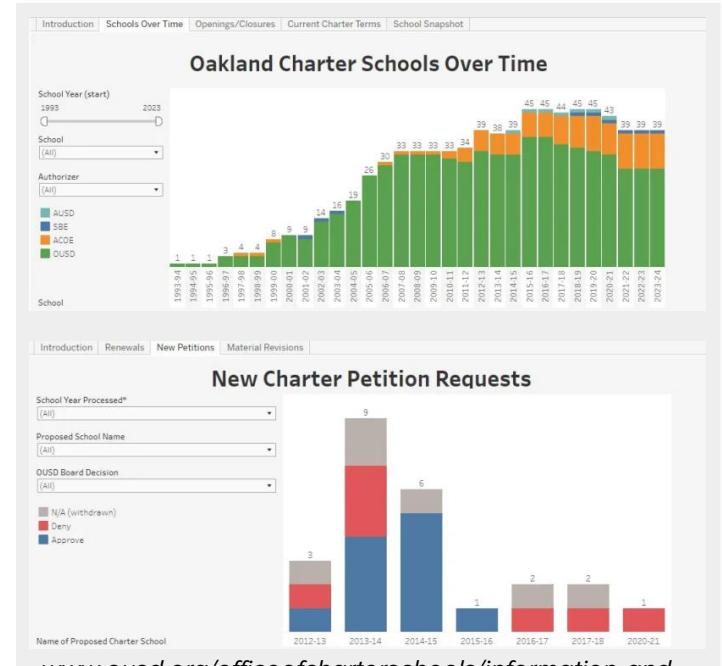 Introduction Schools Over Time Openings/Closures Current Charter Terms School Snapshot
Oakland Charter Schools Over Time
School Year (start)
1993 2023
School
(All)
Authorizer
(All)
AUSD
SBE
ACOE
OUSD
School
1 1 1 3 4 4 8 9 9 14 16 19 26 30 33 33 33 33 34 39 38 39 45 45 44 45 45 43 39 39 39
1993-94 1994-95 1995-96 1996-97 1997-98 1998-99 1999-00 2000-01 2001-02 2002-03 2003-04 2004-05 2005-06 2006-07 2007-08 2008-09 2009-10 2010-11 2011-12 2012-13 2013-14 2014-15 2015-16 2016-17 2017-18 2018-19 2019-20 2020-21 2021-22 2022-23 2023-24
Introduction Renewals New Petitions Material Revisions
New Charter Petition Requests
School Year Processed*
(All)
Proposed School Name
(All)
OUSD Board Decision
(All)
N/A (withdrawn)
Deny
Approve
Name of Proposed Charter School
3 9 6 1 2 2 1
2012-13 2013-14 2014-15 2015-16 2016-17 2017-18 2020-21
www.ousd.org/officeofcharterschools/information-and